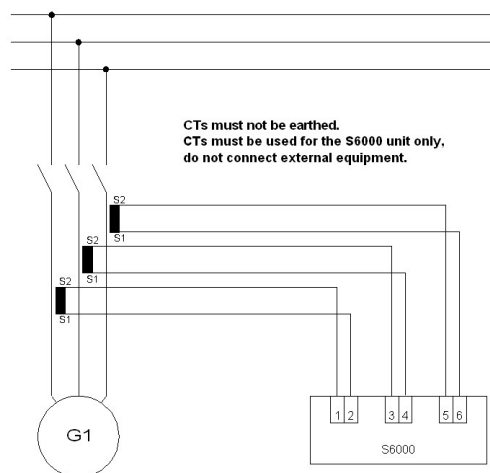 CTs must not be earthed.
CTs must be used for the S6000 unit only,
do not connect external equipment.
S2
S1
S2
S1
S2
S1
1 2 3 4 5 6
G1
S6000